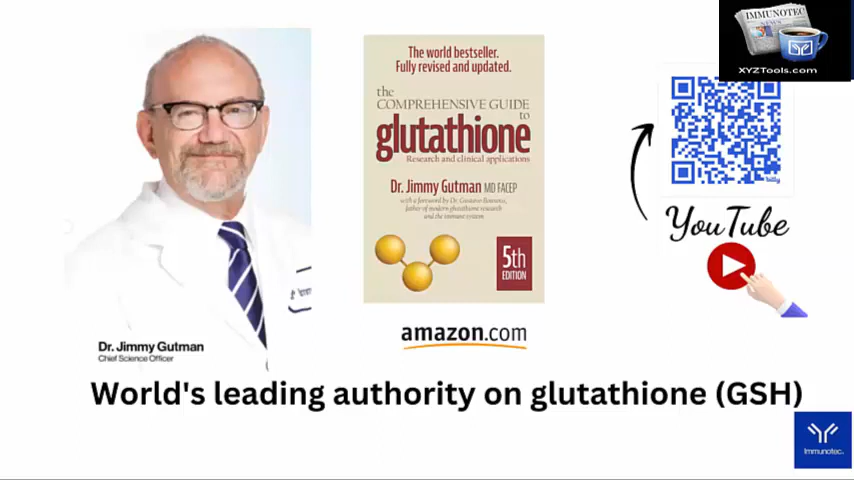 IMMUNOTEC
NEWS
XYZTools.com
The world bestseller.
Fully revised and updated.
the
COMPREHENSIVE GUIDE
to
glutathione
Research and clinical applications
Dr. Jimmy Gutman MD FACEP
with a foreword by Dr. Gustavo Bounous,
father of modern glutathione research
and the immune system
5th
EDITION
amazon.com
YouTube
Dr. Jimmy Gutman
Chief Science Officer
World's leading authority on glutathione (GSH)
Immunotec